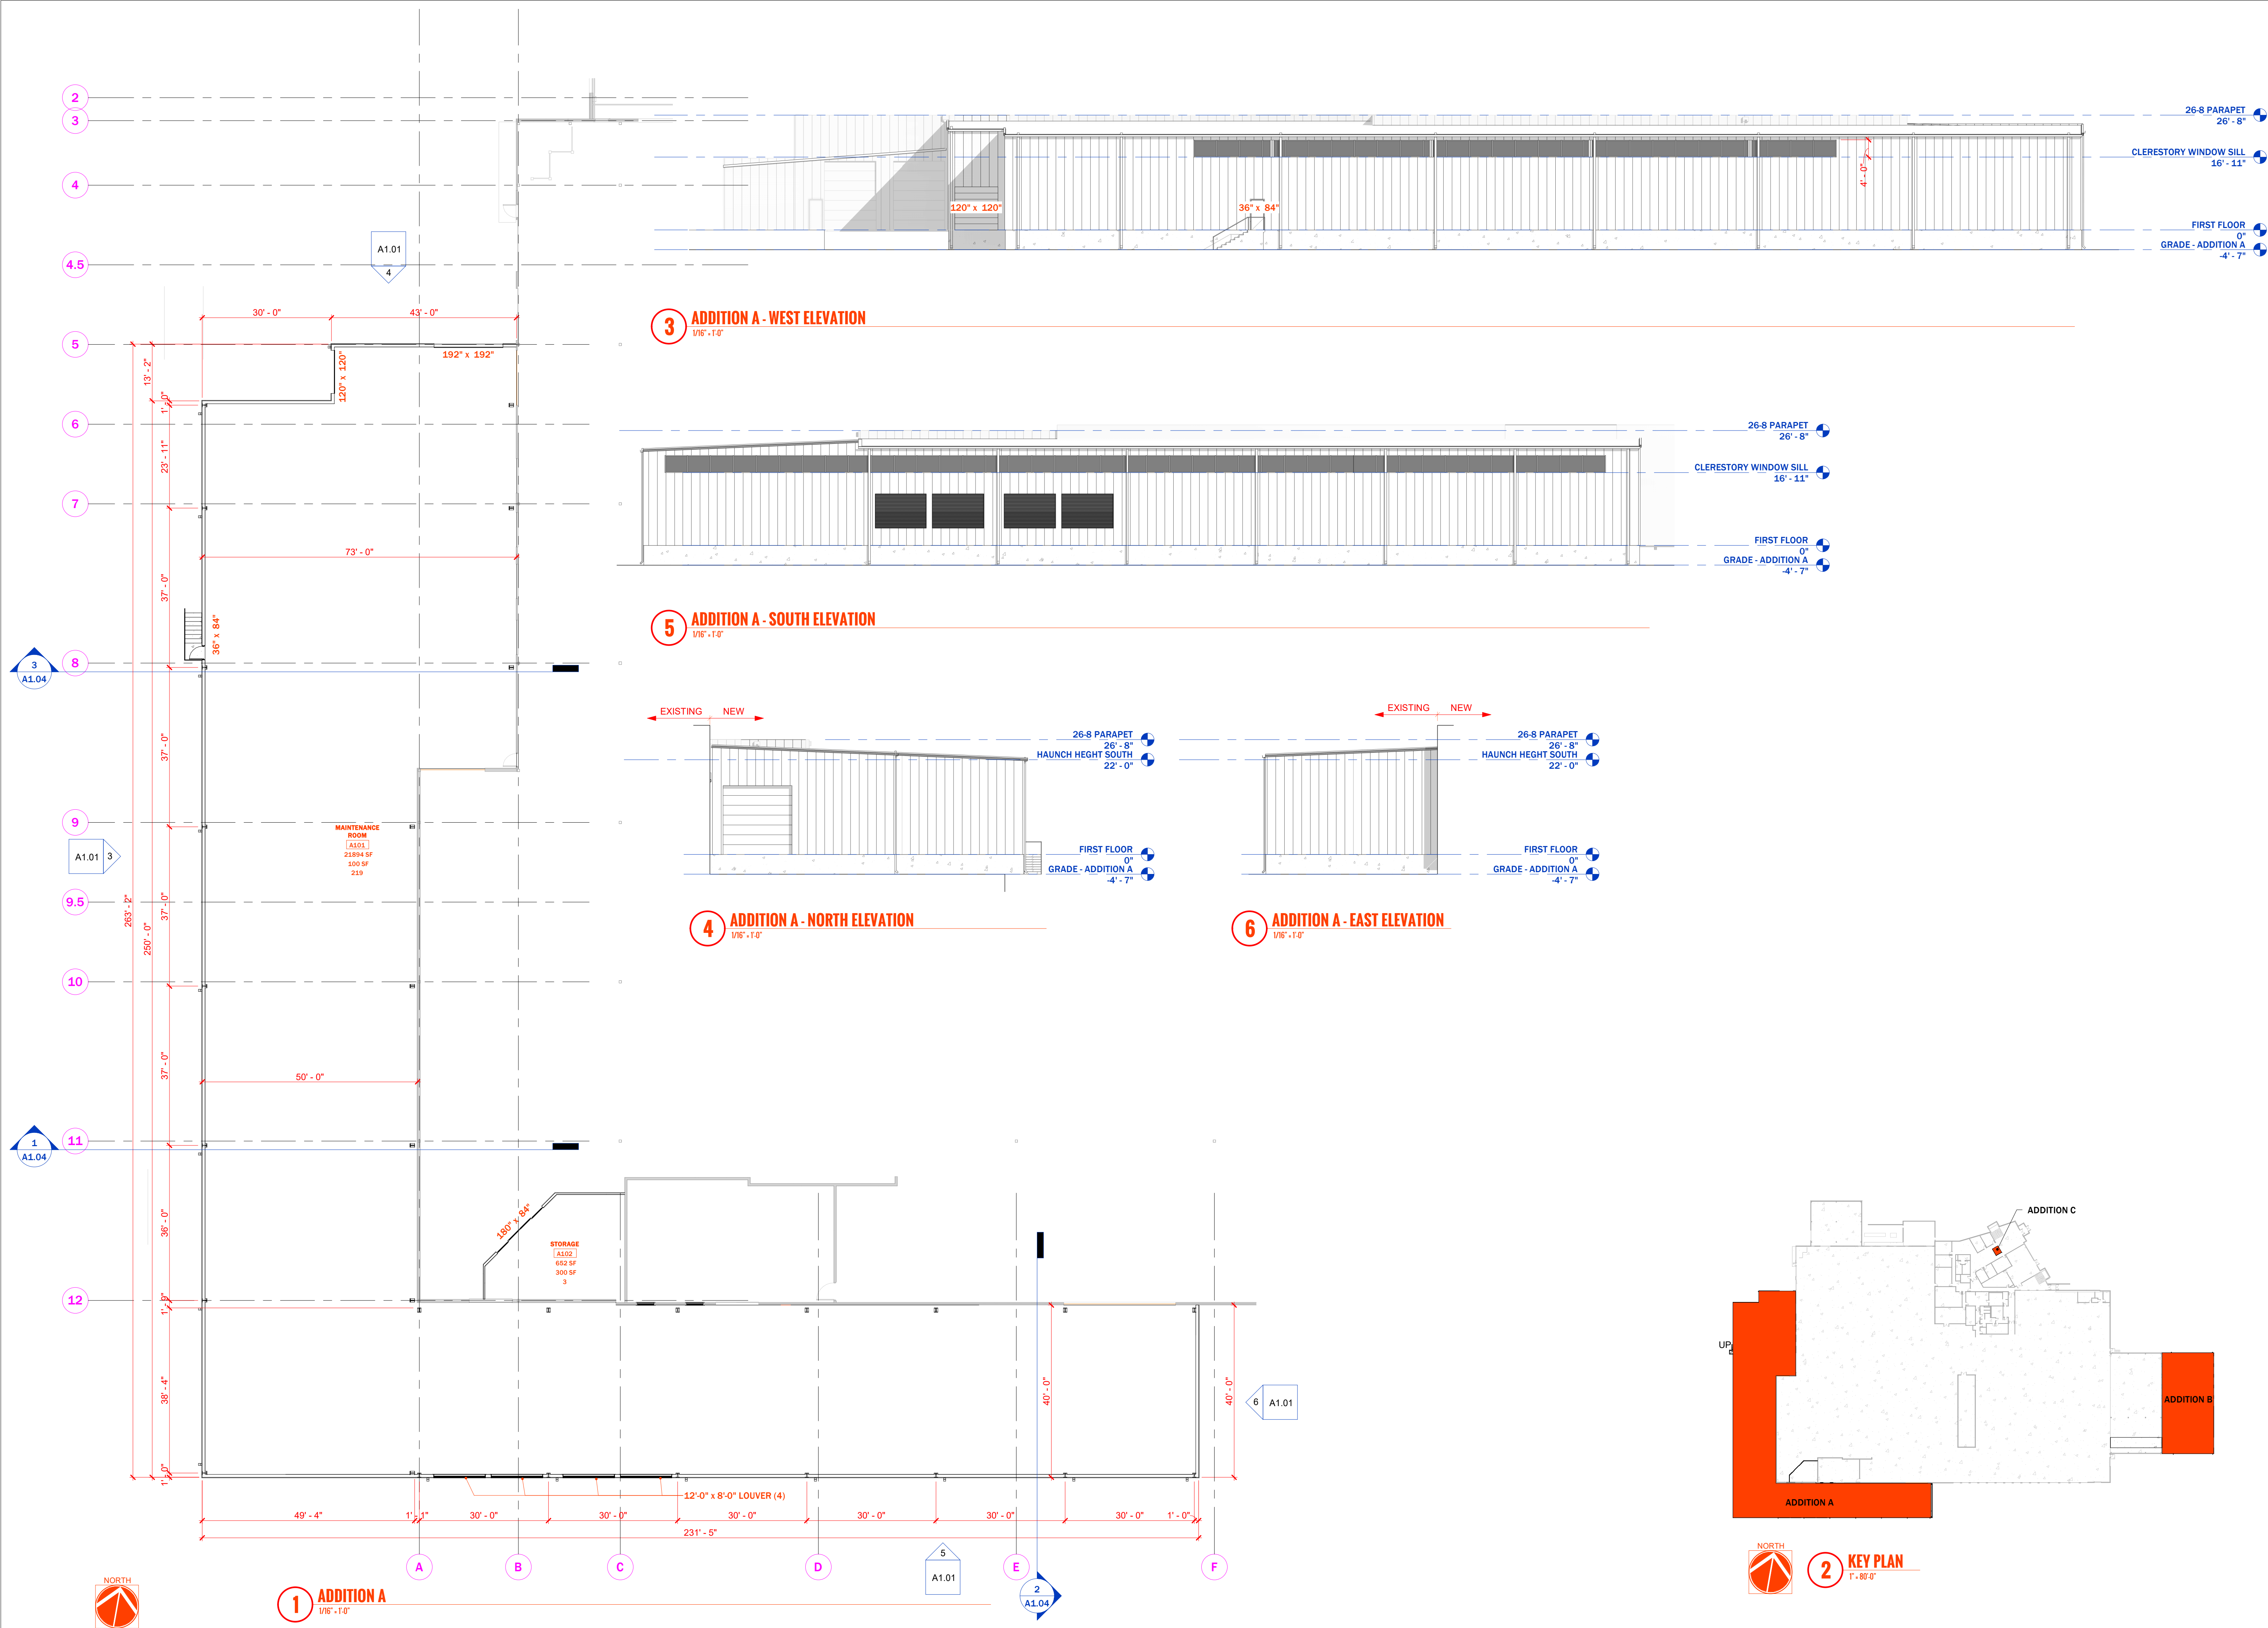 2
3
4
4.5
5
6
7
8
9
9.5
10
11
12
A1.01
4
30' - 0"
43' - 0"
192" x 192"
120" x 120"
13' - 2"
1' - 0"
23' - 11"
37' - 0"
73' - 0"
36" x 84"
3
A1.04
37' - 0"
MAINTENANCE
ROOM
A101
21894 SF
100 SF
219
A1.01
3
263' - 2"
250' - 0"
37' - 0"
37' - 0"
50' - 0"
1
A1.04
36' - 0"
180" x 84"
STORAGE
A102
652 SF
300 SF
3
1' - 9"
38' - 4"
1' - 0"
40' - 0"
40' - 0"
6
A1.01
12'-0" x 8'-0" LOUVER (4)
49' - 4"
1' - 1"
30' - 0"
30' - 0"
30' - 0"
30' - 0"
30' - 0"
30' - 0"
1' - 0"
231' - 5"
A
B
C
D
E
F
5
A1.01
2
A1.04
NORTH
1
ADDITION A
1/16" = 1'-0"
26-8 PARAPET
26' - 8"
CLERESTORY WINDOW SILL
16' - 11"
4' - 0"
120" x 120"
36" x 84"
FIRST FLOOR
0"
GRADE - ADDITION A
-4' - 7"
3
ADDITION A - WEST ELEVATION
1/16" = 1'-0"
26-8 PARAPET
26' - 8"
CLERESTORY WINDOW SILL
16' - 11"
FIRST FLOOR
0"
GRADE - ADDITION A
-4' - 7"
5
ADDITION A - SOUTH ELEVATION
1/16" = 1'-0"
EXISTING NEW
26-8 PARAPET
26' - 8"
HAUNCH HEGHT SOUTH
22' - 0"
FIRST FLOOR
0"
GRADE - ADDITION A
-4' - 7"
4
ADDITION A - NORTH ELEVATION
1/16" = 1'-0"
EXISTING NEW
26-8 PARAPET
26' - 8"
HAUNCH HEGHT SOUTH
22' - 0"
FIRST FLOOR
0"
GRADE - ADDITION A
-4' - 7"
6
ADDITION A - EAST ELEVATION
1/16" = 1'-0"
ADDITION C
UP
ADDITION B
ADDITION A
NORTH
2
KEY PLAN
1" = 80'-0"